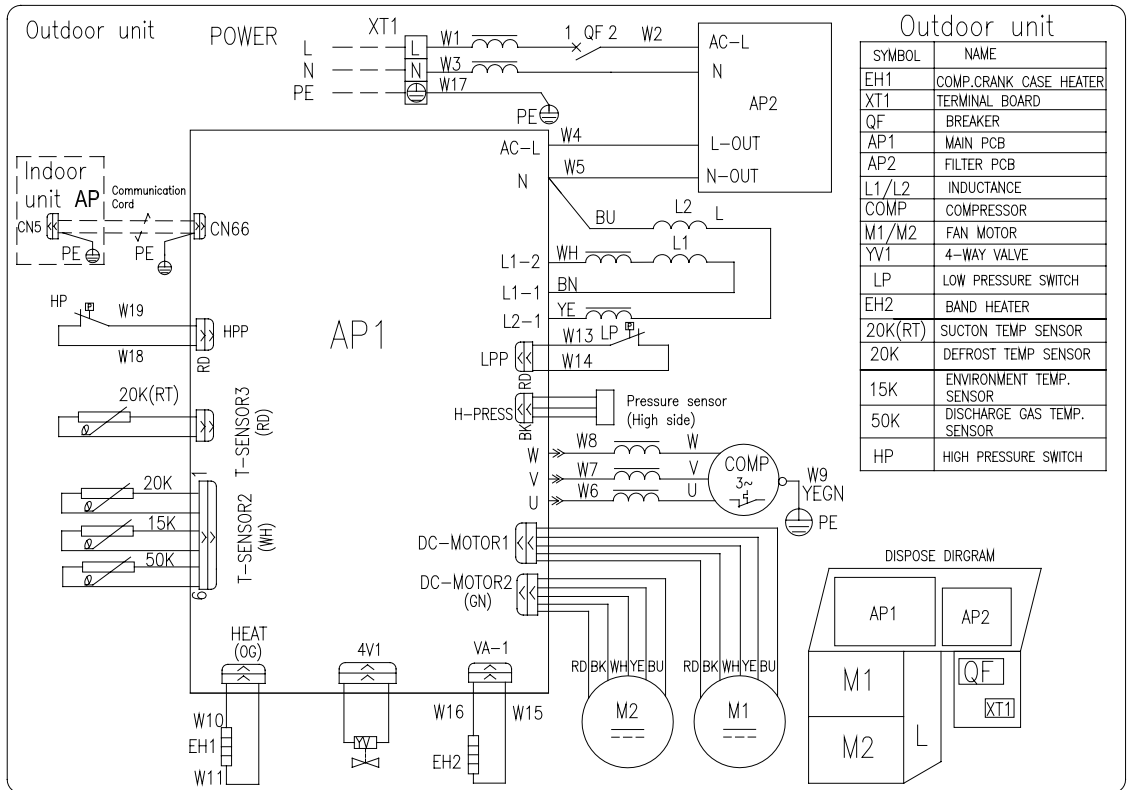 Outdoor unit
POWER
XT1
L
N
PE
L
N
W1
W3
W17
1 QF 2
W2
AC-L
N
AP2
L-OUT
N-OUT
PE
W4
W5
AC-L
N
Indoor
unit AP
Communication
Cord
CN5
CN66
PE
PE
BU
L2
L
WH
L1
L1-2
BN
L1-1
YE
L2-1
HP
P
W19
W18
HPP
RD
AP1
W13
LP
P
W14
LPP
RD
20K(RT)
T-SENSOR3
(RD)
H-PRESS
BK
Pressure sensor
(High side)
W
V
U
W8
W7
W6
W
V
U
COMP
3~
W9
YEGN
PE
20K
15K
50K
1
6
T-SENSOR2
(WH)
DC-MOTOR1
DC-MOTOR2
(GN)
HEAT
(OG)
4V1
VA-1
W10
EH1
W11
YV
W16
W15
EH2
RD BK WH YE BU
RD BK WH YE BU
M2
M1
Outdoor unit
SYMBOL NAME
EH1 COMP.CRANK CASE HEATER
XT1 TERMINAL BOARD
QF BREAKER
AP1 MAIN PCB
AP2 FILTER PCB
L1/L2 INDUCTANCE
COMP COMPRESSOR
M1/M2 FAN MOTOR
YV1 4-WAY VALVE
LP LOW PRESSURE SWITCH
EH2 BAND HEATER
20K(RT) SUCTON TEMP SENSOR
20K DEFROST TEMP SENSOR
15K ENVIRONMENT TEMP.
SENSOR
50K DISCHARGE GAS TEMP.
SENSOR
HP HIGH PRESSURE SWITCH
DISPOSE DIRGRAM
AP1
AP2
M1
QF
XT1
M2
L